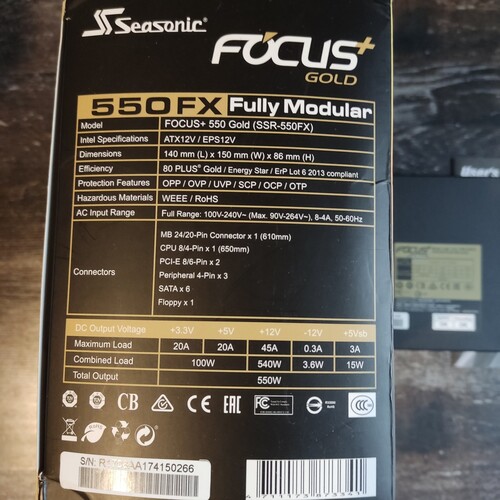 Seasonic
FOCUS+
GOLD
550FX Fully Modular
Model FOCUS+ 550 Gold (SSR-550FX)
Intel Specifications ATX12V / EPS12V
Dimensions 140 mm (L) x 150 mm (W) x 86 mm (H)
Efficiency 80 PLUS® Gold / Energy Star / ErP Lot 6 2013 compliant
Protection Features OPP / OVP / UVP / SCP / OCP / OTP
Hazardous Materials WEEE / RoHS
AC Input Range Full Range: 100V-240V~ (Max. 90V-264V~), 8-4A, 50-60Hz
Connectors
MB 24/20-Pin Connector x 1 (610mm)
CPU 8/4-Pin x 1 (650mm)
PCI-E 8/6-Pin x 2
Peripheral 4-Pin x 3
SATA x 6
Floppy x 1
DC Output Voltage +3.3V +5V +12V -12V +5Vsb
Maximum Load 20A 20A 45A 0.3A 3A
Combined Load 100W 540W 3.6W 15W
Total Output 550W
CB CE EAC FC CCC
S/N:
User's
FOCUS+